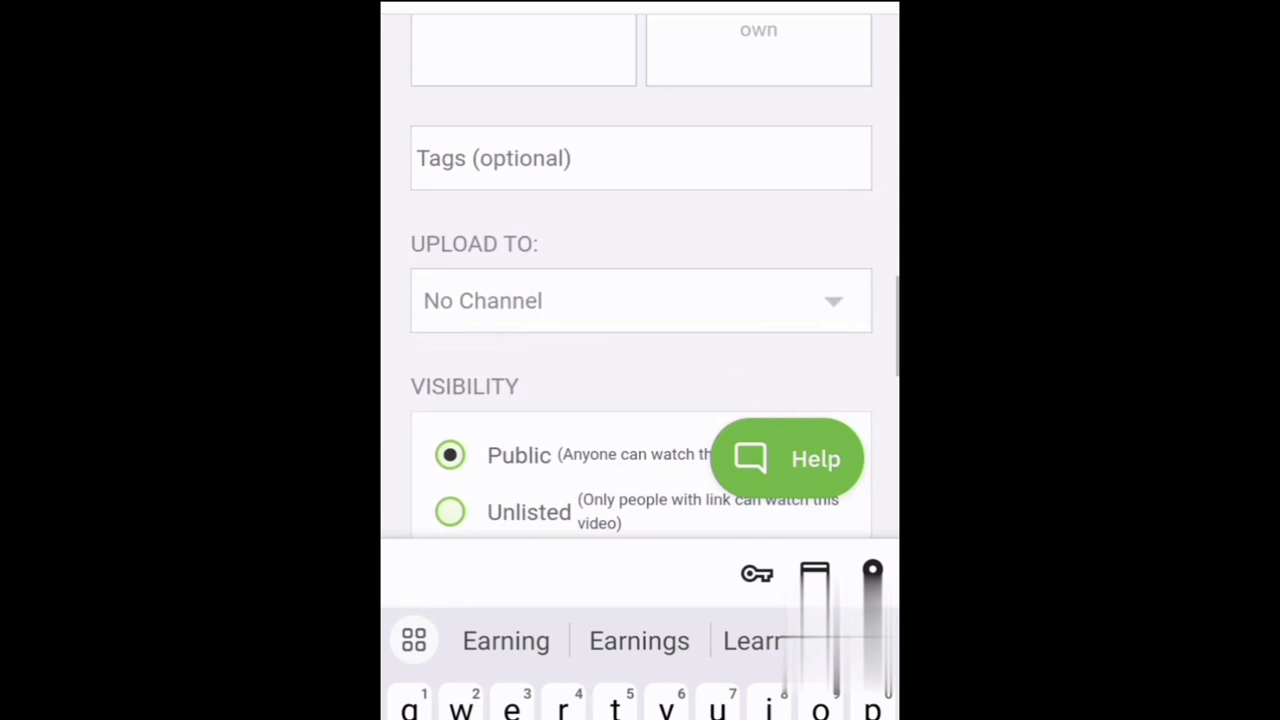 own
Tags (optional)
UPLOAD TO:
No Channel
VISIBILITY
Public (Anyone can watch th
Help
Unlisted (Only people with link can watch this
video)
Earning Earnings Learn
1 2 3 4 5 6 7 8 9 0
q w e r t y u i o p